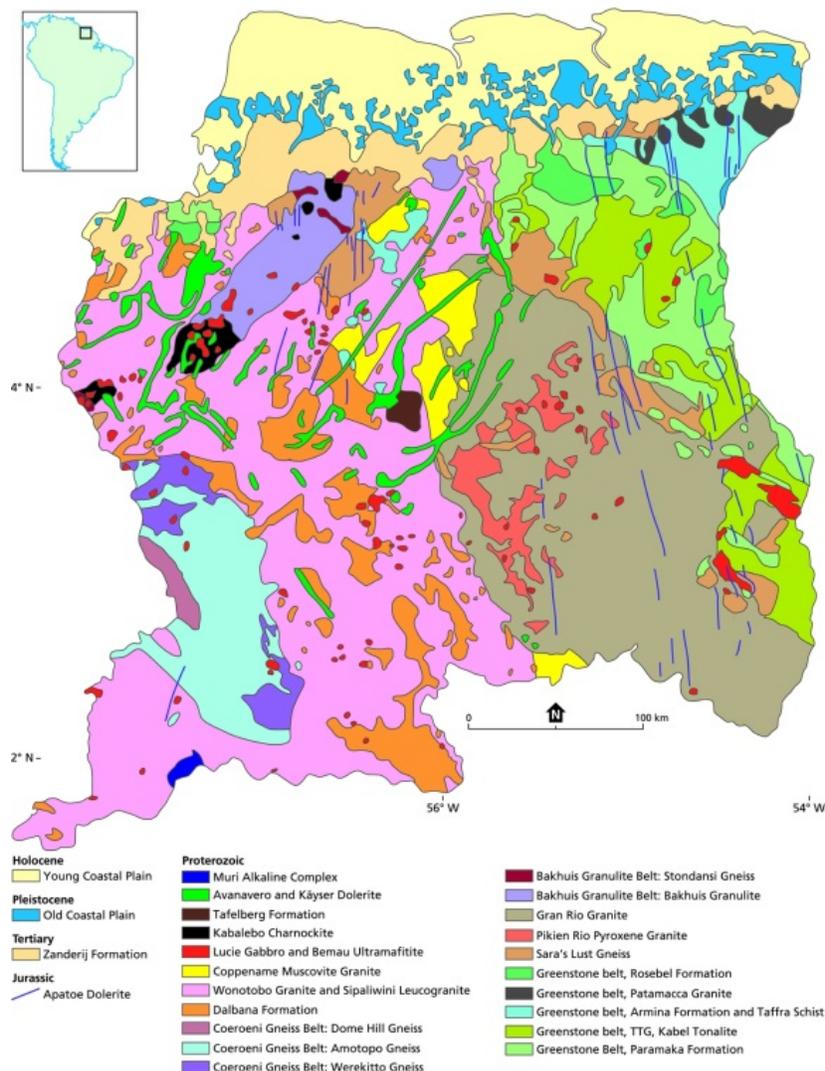 4° N
2° N
N
0
100 km
56° W
54° W
Holocene
Young Coastal Plain
Pleistocene
Old Coastal Plain
Tertiary
Zanderij Formation
Jurassic
Apatoe Dolerite
Proterozoic
Muri Alkaline Complex
Avanavero and Käyser Dolerite
Tafelberg Formation
Kabalebo Charnockite
Lucie Gabbro and Bemau Ultramafitite
Coppename Muscovite Granite
Wonotobo Granite and Sipaliwini Leucogranite
Dalbana Formation
Coeroeni Gneiss Belt: Dome Hill Gneiss
Coeroeni Gneiss Belt: Amotopo Gneiss
Coeroeni Gneiss Belt: Werekitto Gneiss
Bakhuis Granulite Belt: Stondansi Gneiss
Bakhuis Granulite Belt: Bakhuis Granulite
Gran Rio Granite
Pikien Rio Pyroxene Granite
Sara's Lust Gneiss
Greenstone belt, Rosebel Formation
Greenstone belt, Patamacca Granite
Greenstone belt, Armina Formation and Taffra Schist
Greenstone belt, TTG, Kabel Tonalite
Greenstone Belt, Paramaka Formation